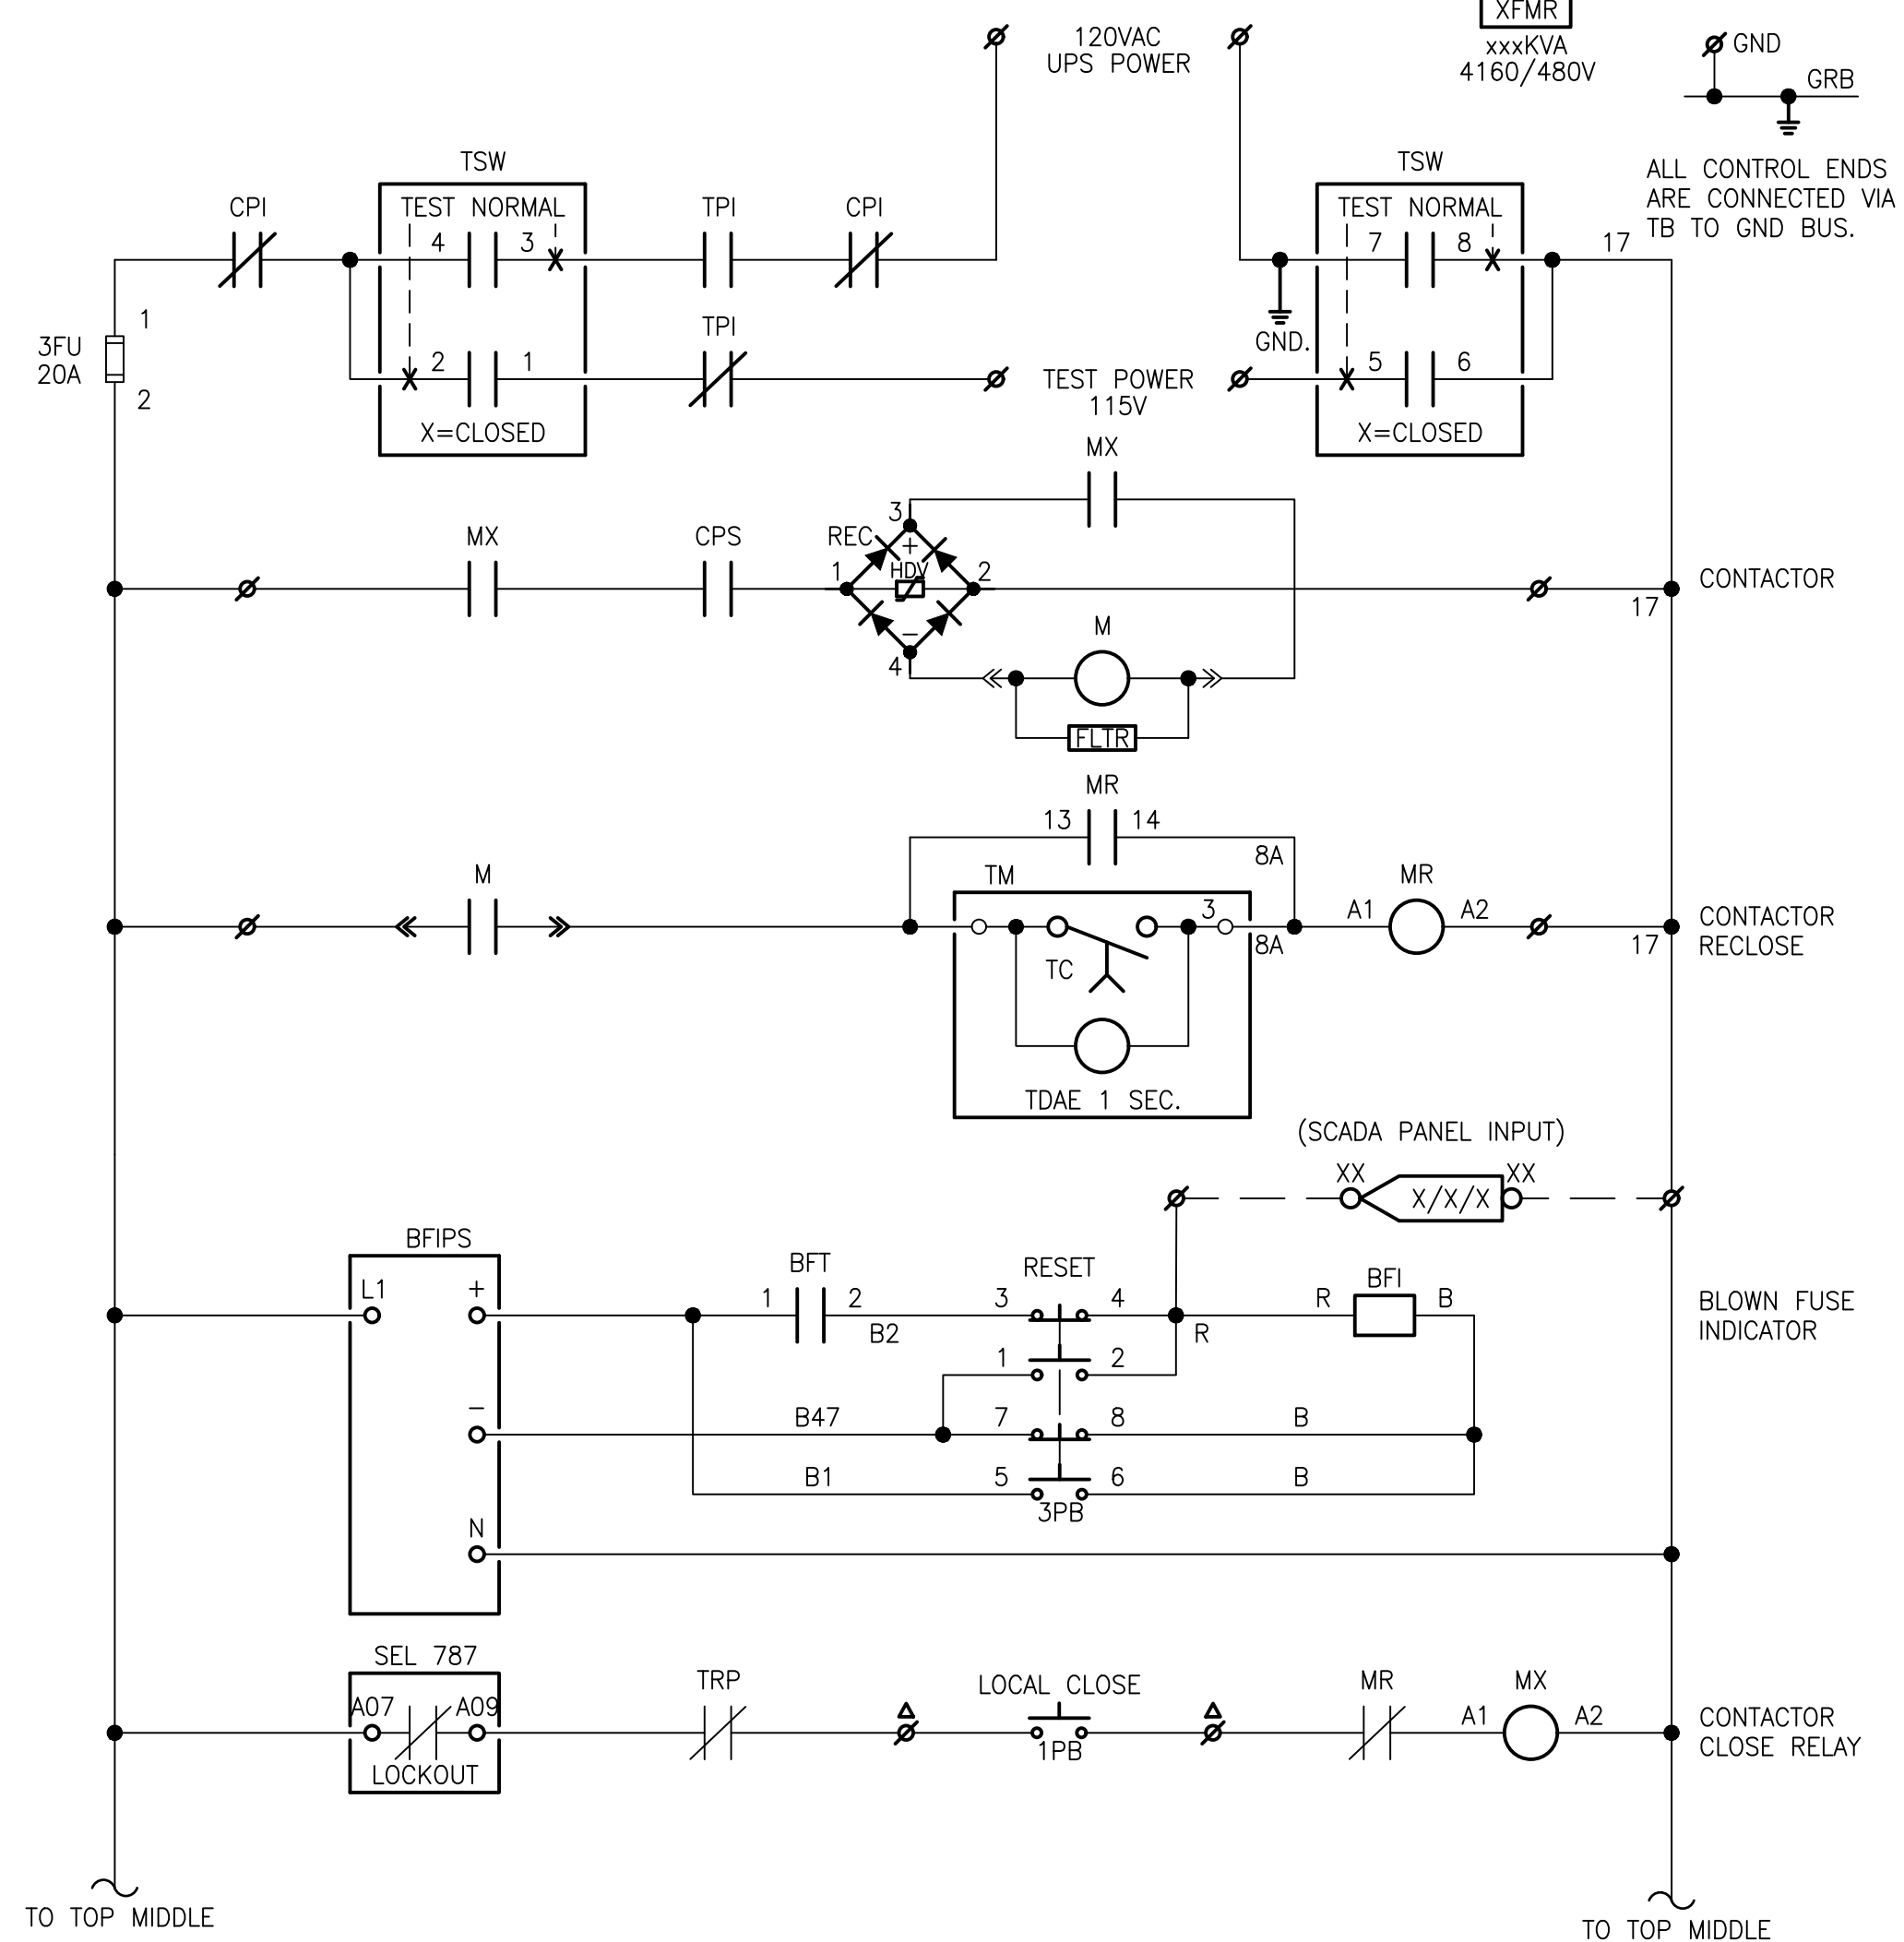 XFMR
xxxKVA
4160/480V
120VAC
UPS POWER
GND
GRB
ALL CONTROL ENDS
ARE CONNECTED VIA
TB TO GND BUS.
TSW
TSW
CPI
TEST NORMAL
TPI
CPI
TEST NORMAL
4
3
7
8
17
1
3FU
20A
2
TPI
GND.
2
1
TEST POWER
115V
5
6
X=CLOSED
X=CLOSED
MX
3
MX
CPS
REC
+
HDV
1
2
CONTACTOR
17
–
4
M
FLTR
MR
13
14
8A
M
TM
3
8A
MR
A1
A2
CONTACTOR
RECLOSE
17
TC
TDAE 1 SEC.
(SCADA PANEL INPUT)
XX
X/X/X
XX
BFIPS
L1
+
BFT
1
2
B2
RESET
3
4
R
BFI
R
B
BLOWN FUSE
INDICATOR
1
2
–
B47
7
8
B
B1
5
6
B
3PB
N
SEL 787
A07
A09
LOCKOUT
TRP
LOCAL CLOSE
1PB
MR
MX
A1
A2
CONTACTOR
CLOSE RELAY
TO TOP MIDDLE
TO TOP MIDDLE